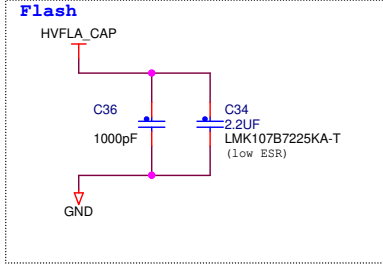 Flash
HVFLA_CAP
C36
1000pF
C34
2.2UF
LMK107B7225KA-T
(low ESR)
GND